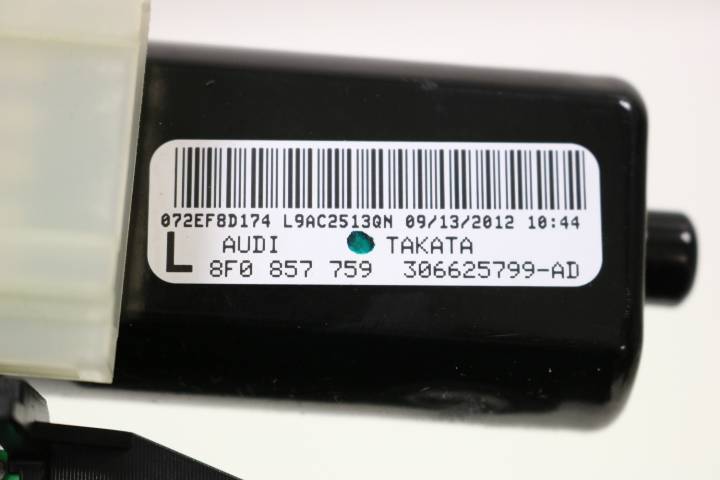 072EF8D174 L9AC2513QN 09/13/2012 10:44
L AUDI TAKATA
8F0 857 759 306625799-AD